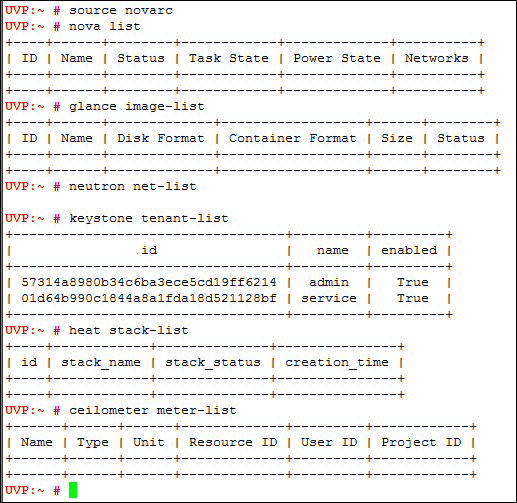 UVP:~ # source novarc
UVP:~ # nova list
+----+------+--------+------------+-------------+----------+
| ID | Name | Status | Task State | Power State | Networks |
+----+------+--------+------------+-------------+----------+
+----+------+--------+------------+-------------+----------+
UVP:~ # glance image-list
+----+------+-------------+------------------+------+--------+
| ID | Name | Disk Format | Container Format | Size | Status |
+----+------+-------------+------------------+------+--------+
+----+------+-------------+------------------+------+--------+
UVP:~ # neutron net-list

UVP:~ # keystone tenant-list
+----------------------------------+---------+---------+
|                id                |   name  | enabled |
+----------------------------------+---------+---------+
| 57314a8980b34c6ba3ece5cd19ff6214 |  admin  |   True  |
| 01d64b990c1844a8a1fda18d521128bf | service |   True  |
+----------------------------------+---------+---------+
UVP:~ # heat stack-list
+----+------------+--------------+---------------+
| id | stack_name | stack_status | creation_time |
+----+------------+--------------+---------------+
+----+------------+--------------+---------------+
UVP:~ # ceilometer meter-list
+------+------+------+-------------+---------+------------+
| Name | Type | Unit | Resource ID | User ID | Project ID |
+------+------+------+-------------+---------+------------+
+------+------+------+-------------+---------+------------+
UVP:~ #